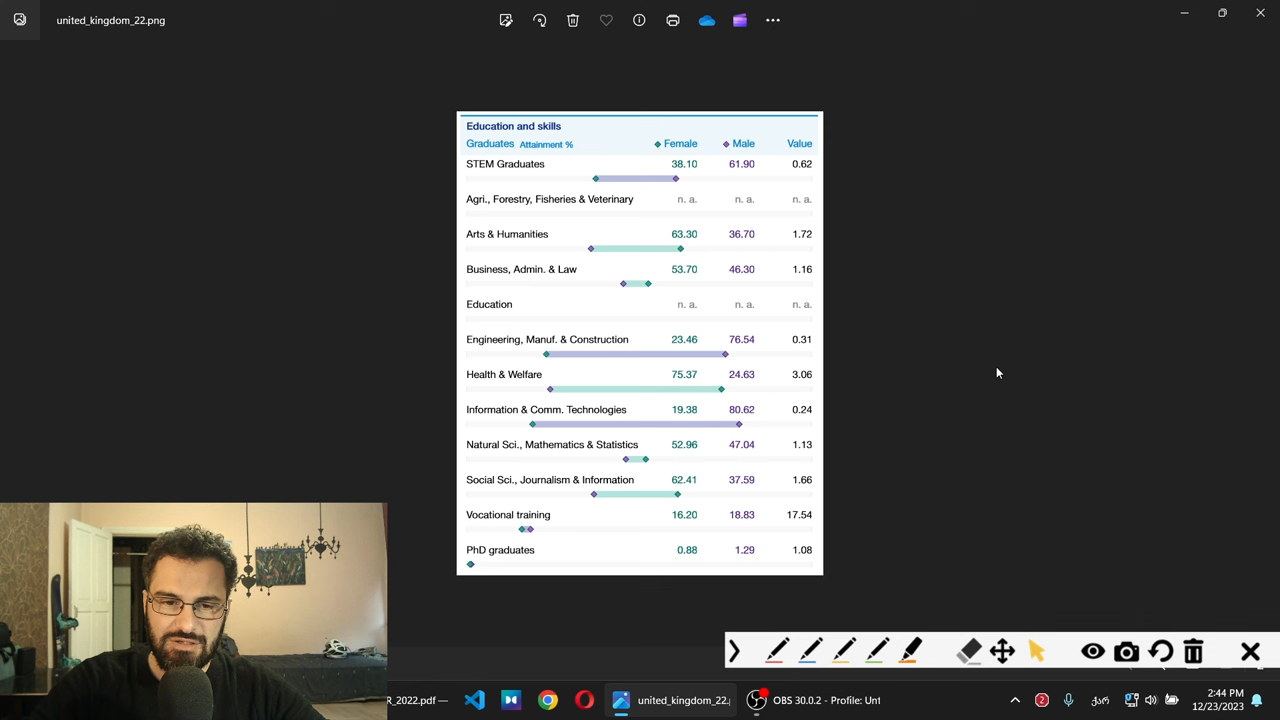 united_kingdom_22.png
Education and skills
Graduates Attainment % Female Male Value
STEM Graduates 38.10 61.90 0.62
Agri., Forestry, Fisheries & Veterinary n. a. n. a. n. a.
Arts & Humanities 63.30 36.70 1.72
Business, Admin. & Law 53.70 46.30 1.16
Education n. a. n. a. n. a.
Engineering, Manuf. & Construction 23.46 76.54 0.31
Health & Welfare 75.37 24.63 3.06
Information & Comm. Technologies 19.38 80.62 0.24
Natural Sci., Mathematics & Statistics 52.96 47.04 1.13
Social Sci., Journalism & Information 62.41 37.59 1.66
Vocational training 16.20 18.83 17.54
PhD graduates 0.88 1.29 1.08
R_2022.pdf — united_kingdom_22. OBS 30.0.2 - Profile: Unt 2 ქარ 2:44 PM
12/23/2023